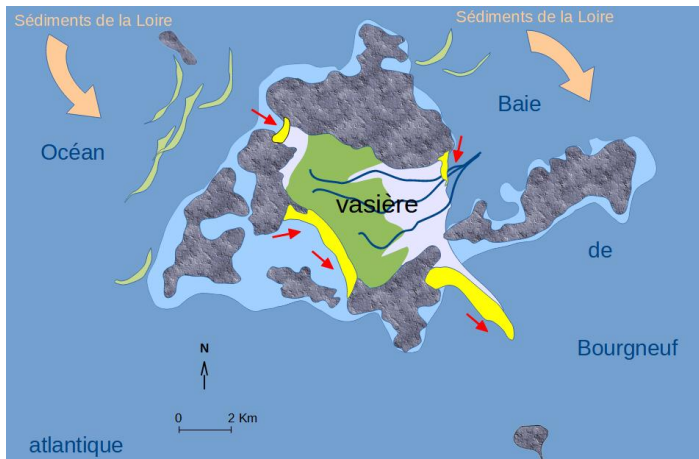 Sédiments de la Loire
Sédiments de la Loire
Baie
Océan
vasière
de
N
Bourgneuf
0 2 Km
atlantique